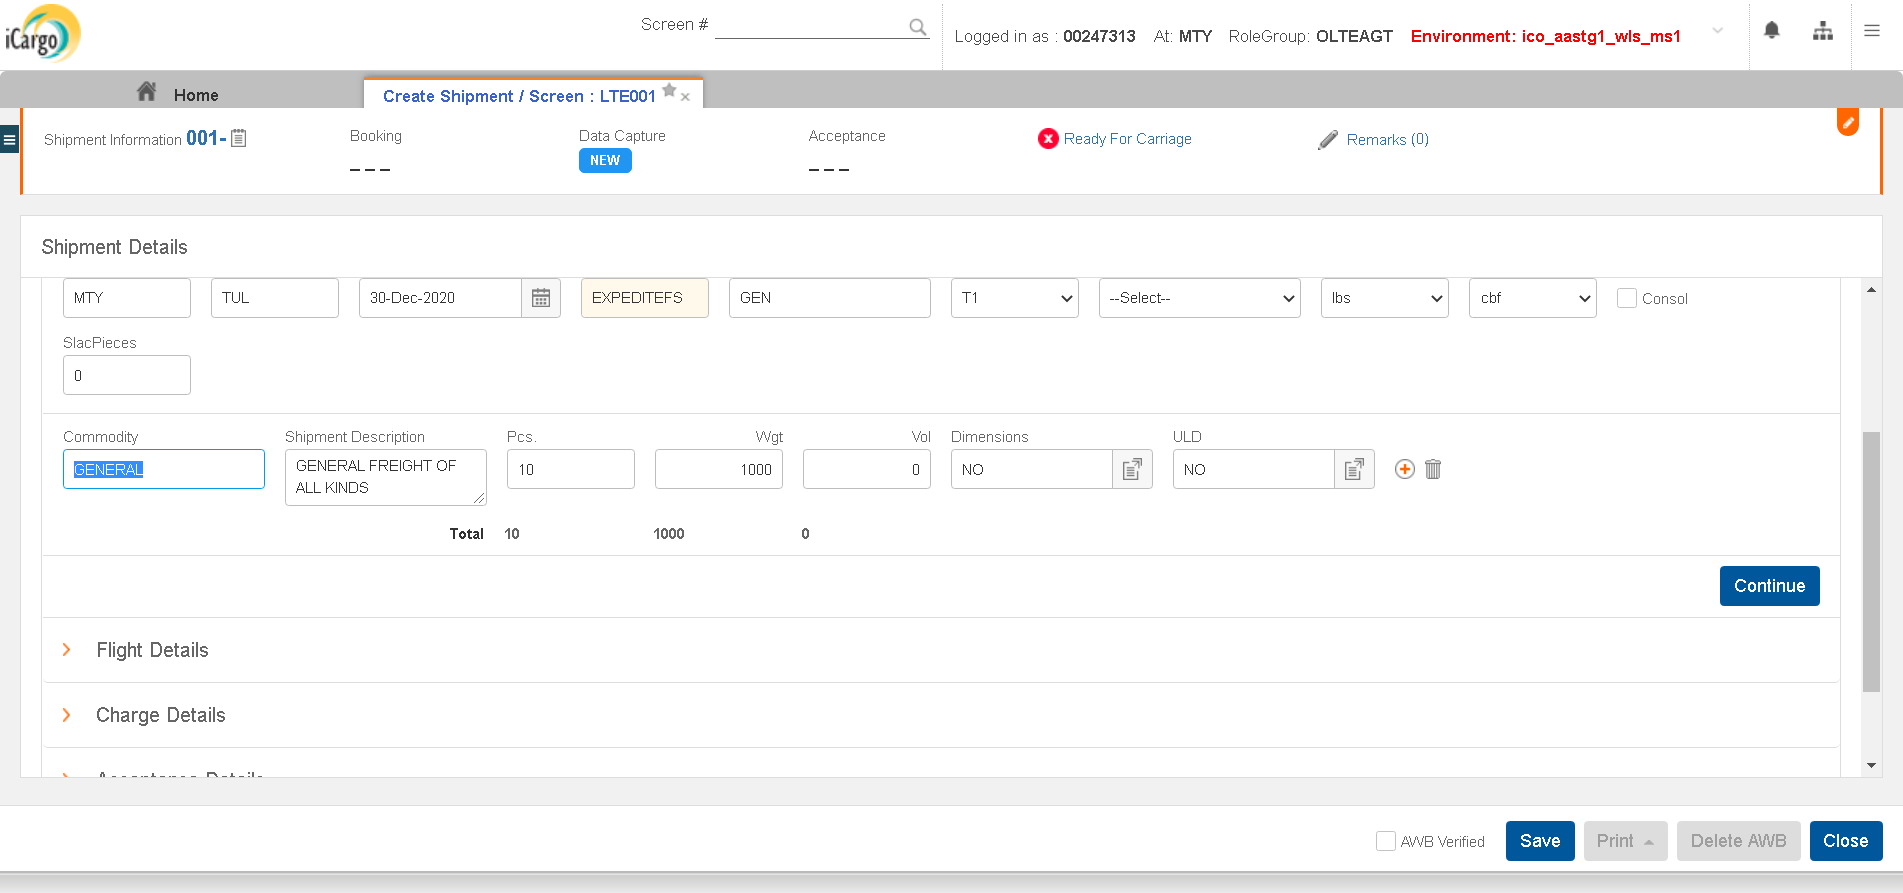 iCargo
Screen #
Logged in as : 00247313 At: MTY RoleGroup: OLTEAGT Environment: ico_aastg1_wls_ms1
Home
Create Shipment / Screen : LTE001
Shipment Information 001-
Booking
Data Capture
Acceptance
Ready For Carriage
Remarks (0)
---
NEW
---
Shipment Details
MTY
TUL
30-Dec-2020
EXPEDITEFS
GEN
T1
--Select--
lbs
cbf
Consol
SlacPieces
0
Commodity
Shipment Description
Pcs.
Wgt
Vol
Dimensions
ULD
GENERAL
GENERAL FREIGHT OF
ALL KINDS
10
1000
0
NO
NO
Total 10 1000 0
Continue
Flight Details
Charge Details
Acceptance Details
AWB Verified
Save
Print
Delete AWB
Close